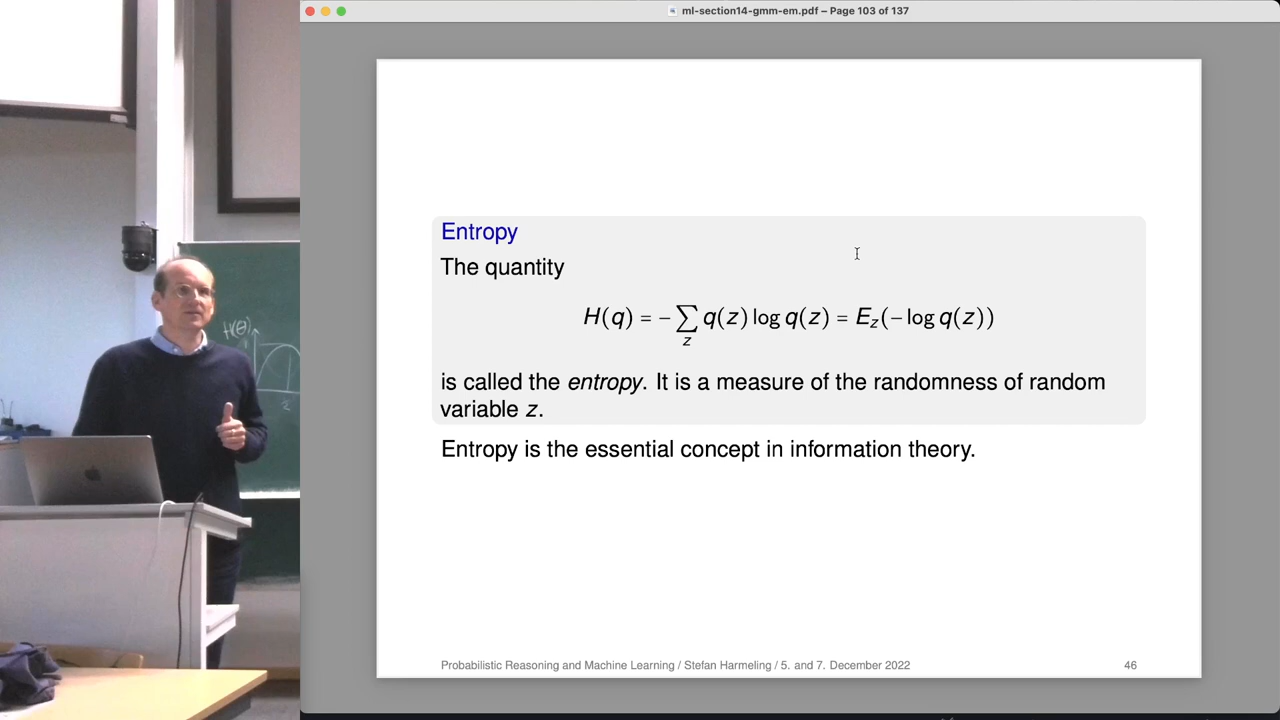 ml-section14-gmm-em.pdf – Page 103 of 137
Entropy
The quantity
H(q) = − ∑_z q(z) log q(z) = E_z(− log q(z))
is called the entropy. It is a measure of the randomness of random
variable z.
Entropy is the essential concept in information theory.
Probabilistic Reasoning and Machine Learning / Stefan Harmeling / 5. and 7. December 2022
46